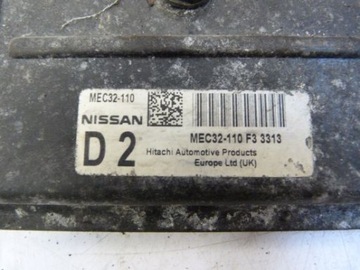 MEC32-110
NISSAN
MEC32-110 F3 3313
D 2
Hitachi Automotive Products
Europe Ltd (UK)